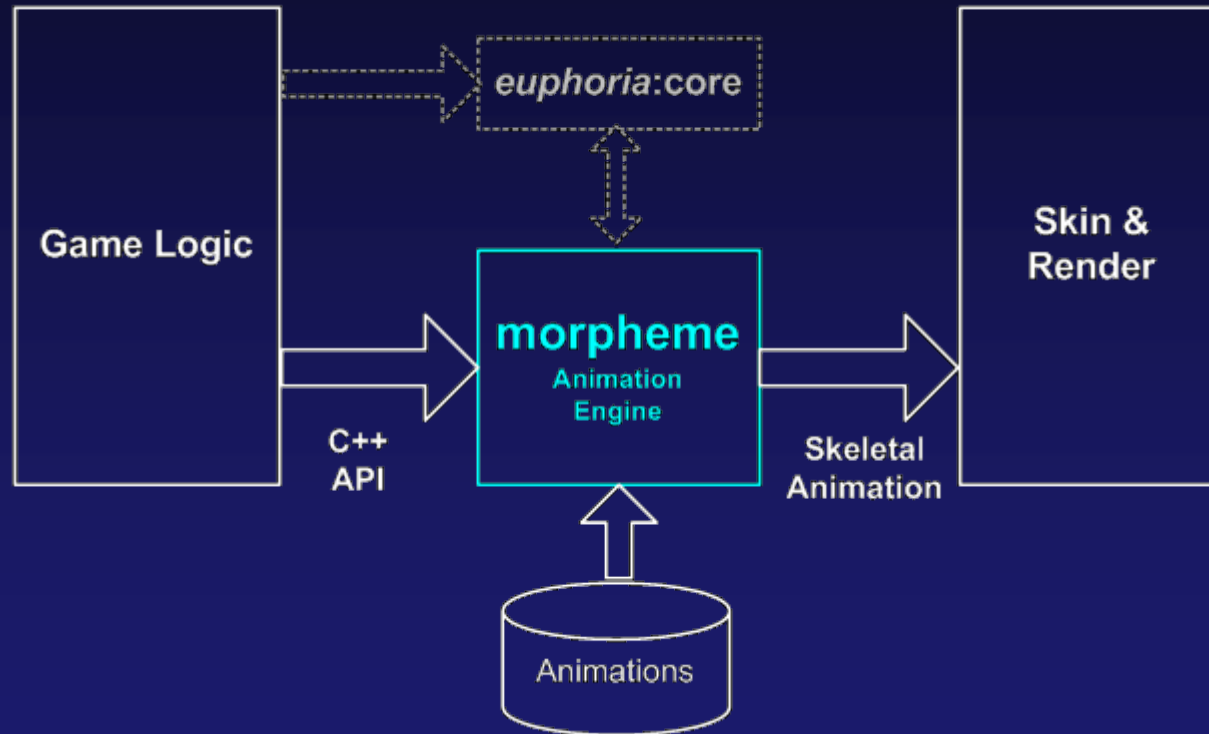 euphoria:core
Game Logic
morpheme
Animation
Engine
Skin &
Render
C++
API
Skeletal
Animation
Animations